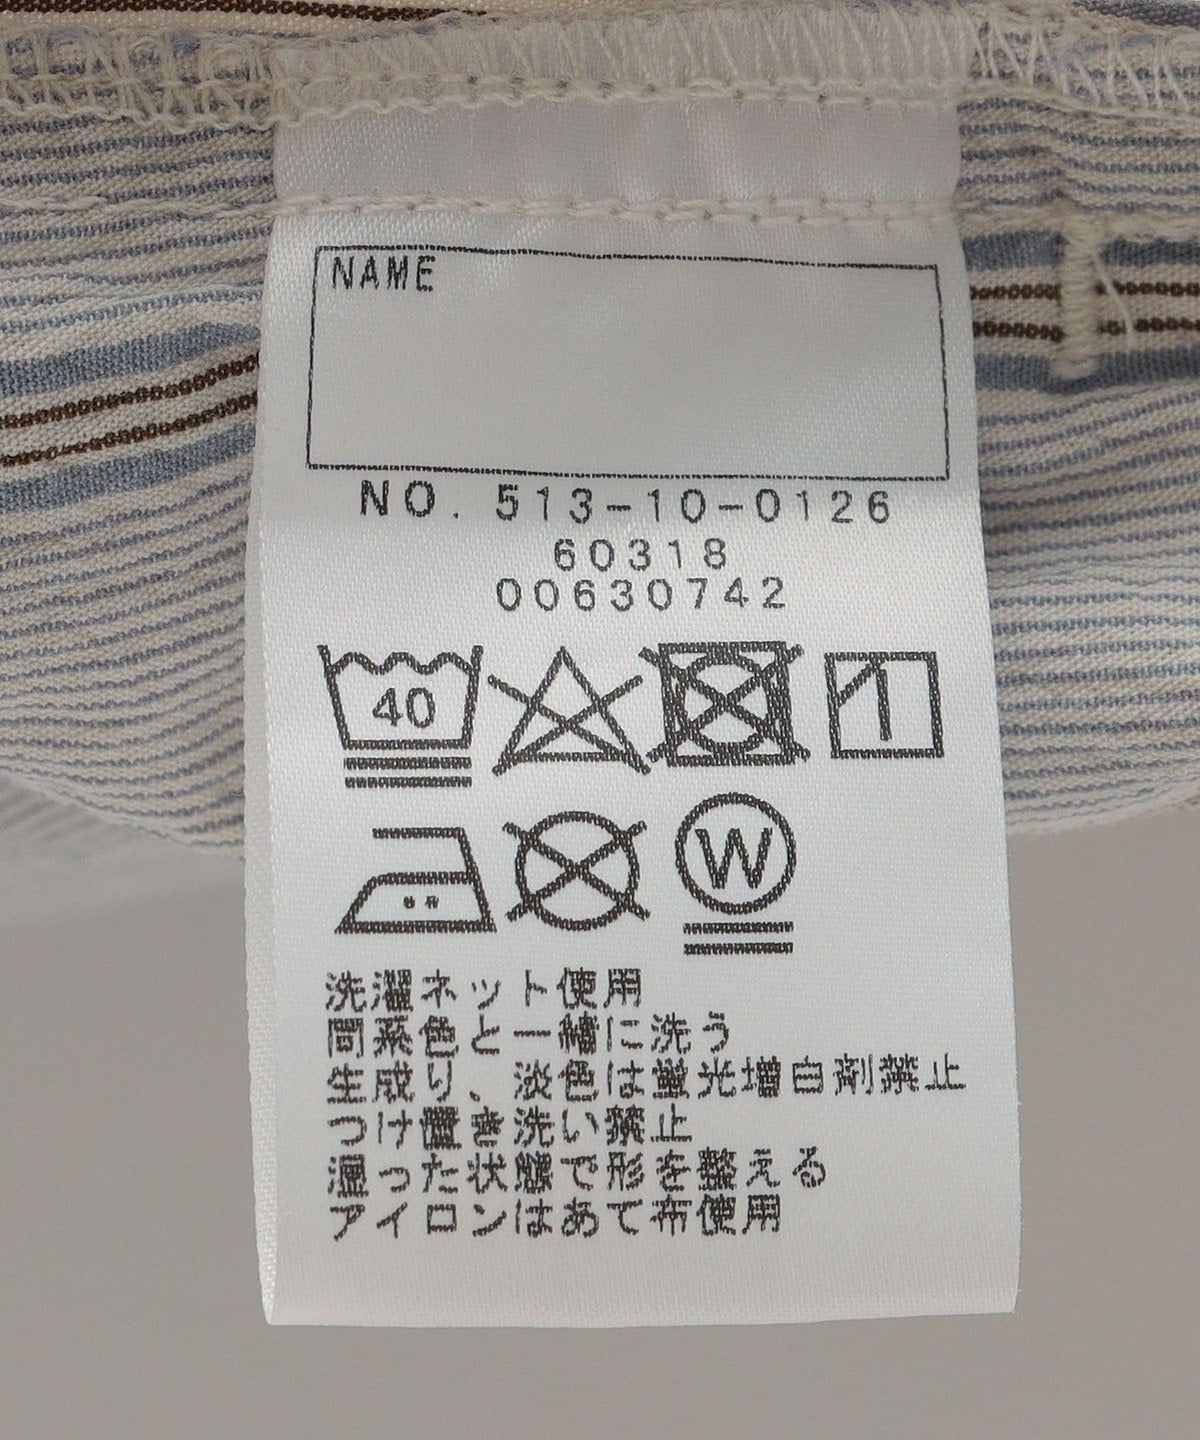 NAME
NO. 513-10-0126
60318
00630742
40
W
洗濯ネット使用
同系色と一緒に洗う
生成り、淡色は蛍光増白剤禁止
つけ置き洗い禁止
湿った状態で形を整える
アイロンはあて布使用